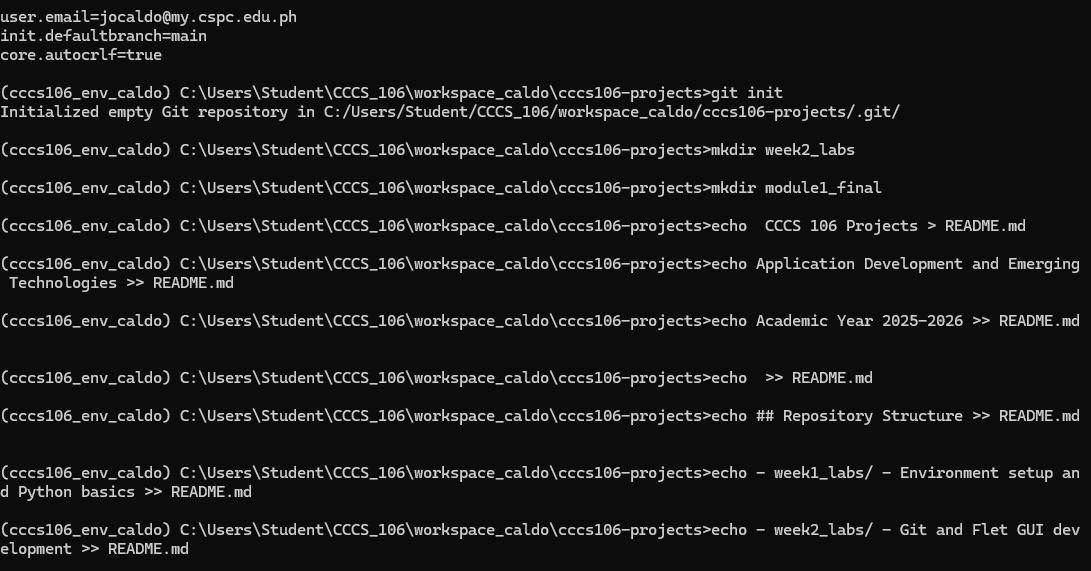 user.email=jocaldo@my.cspc.edu.ph
init.defaultbranch=main
core.autocrlf=true
(cccs106_env_caldo) C:\Users\Student\CCCS_106\workspace_caldo\cccs106-projects>git init
Initialized empty Git repository in C:/Users/Student/CCCS_106/workspace_caldo/cccs106-projects/.git/
(cccs106_env_caldo) C:\Users\Student\CCCS_106\workspace_caldo\cccs106-projects>mkdir week2_labs
(cccs106_env_caldo) C:\Users\Student\CCCS_106\workspace_caldo\cccs106-projects>mkdir module1_final
(cccs106_env_caldo) C:\Users\Student\CCCS_106\workspace_caldo\cccs106-projects>echo  CCCS 106 Projects > README.md
(cccs106_env_caldo) C:\Users\Student\CCCS_106\workspace_caldo\cccs106-projects>echo Application Development and Emerging
 Technologies >> README.md
(cccs106_env_caldo) C:\Users\Student\CCCS_106\workspace_caldo\cccs106-projects>echo Academic Year 2025-2026 >> README.md
(cccs106_env_caldo) C:\Users\Student\CCCS_106\workspace_caldo\cccs106-projects>echo  >> README.md
(cccs106_env_caldo) C:\Users\Student\CCCS_106\workspace_caldo\cccs106-projects>echo ## Repository Structure >> README.md
(cccs106_env_caldo) C:\Users\Student\CCCS_106\workspace_caldo\cccs106-projects>echo - week1_labs/ - Environment setup an
d Python basics >> README.md
(cccs106_env_caldo) C:\Users\Student\CCCS_106\workspace_caldo\cccs106-projects>echo - week2_labs/ - Git and Flet GUI dev
elopment >> README.md